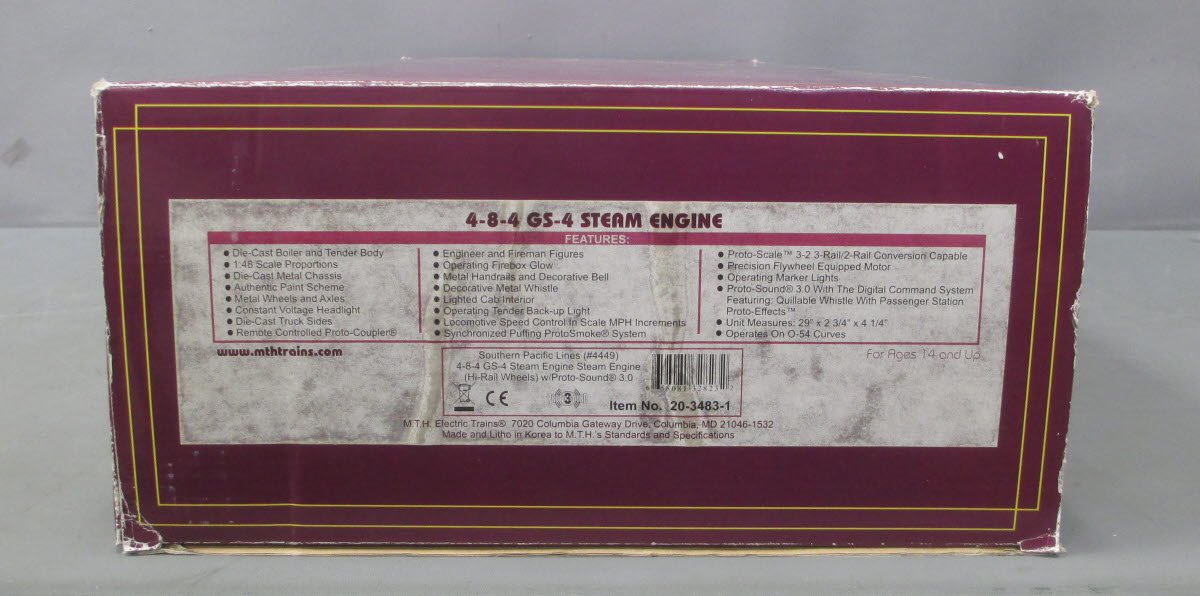 4-8-4 GS-4 STEAM ENGINE
FEATURES:
• Die-Cast Boiler and Tender Body
• 1:48 Scale Proportions
• Die-Cast Metal Chassis
• Authentic Paint Scheme
• Metal Wheels and Axles
• Constant Voltage Headlight
• Die-Cast Truck Sides
• Remote Controlled Proto-Coupler®
• Engineer and Fireman Figures
• Operating Firebox Glow
• Metal Handrails and Decorative Bell
• Decorative Metal Whistle
• Lighted Cab Interior
• Operating Tender Back-up Light
• Locomotive Speed Control In Scale MPH Increments
• Synchronized Puffing ProtoSmoke® System
• Proto-Scale™ 3-2 3-Rail/2-Rail Conversion Capable
• Precision Flywheel Equipped Motor
• Operating Marker Lights
• Proto-Sound® 3.0 With The Digital Command System
Featuring: Quillable Whistle With Passenger Station
Proto-Effects™
• Unit Measures: 29" x 2 3/4" x 4 1/4"
• Operates On O-54 Curves
www.mthtrains.com
For Ages 14 and Up
Southern Pacific Lines (#4449)
4-8-4 GS-4 Steam Engine Steam Engine
(Hi-Rail Wheels) w/Proto-Sound® 3.0
CE
3
Item No. 20-3483-1
M.T.H. Electric Trains® 7020 Columbia Gateway Drive, Columbia, MD 21046-1532
Made and Litho in Korea to M.T.H.'s Standards and Specifications